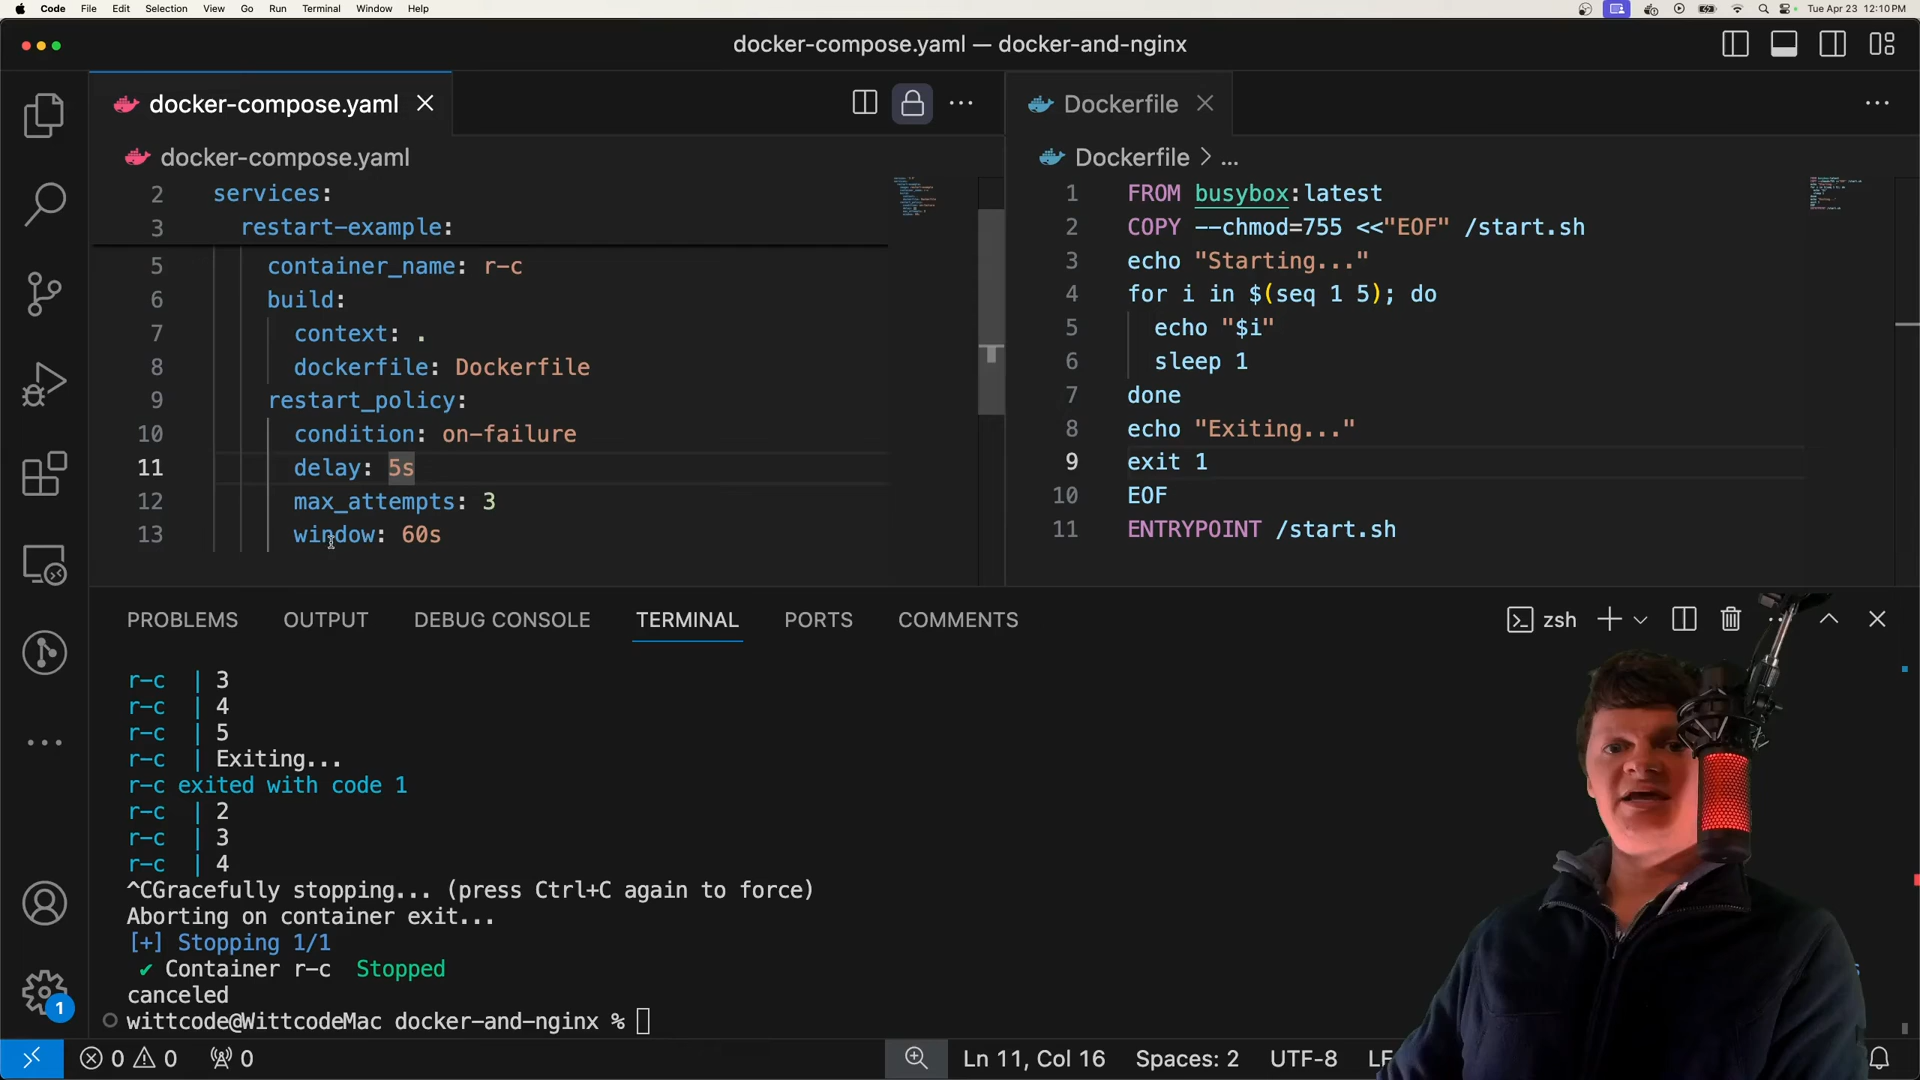 Code File Edit Selection View Go Run Terminal Window Help
Tue Apr 23 12:10 PM
docker-compose.yaml — docker-and-nginx
docker-compose.yaml
docker-compose.yaml
2 services:
3 restart-example:
5 container_name: r-c
6 build:
7 context: .
8 dockerfile: Dockerfile
9 restart_policy:
10 condition: on-failure
11 delay: 5s
12 max_attempts: 3
13 window: 60s
Dockerfile
Dockerfile > ...
1 FROM busybox:latest
2 COPY --chmod=755 <<"EOF" /start.sh
3 echo "Starting..."
4 for i in $(seq 1 5); do
5 echo "$i"
6 sleep 1
7 done
8 echo "Exiting..."
9 exit 1
10 EOF
11 ENTRYPOINT /start.sh
PROBLEMS OUTPUT DEBUG CONSOLE TERMINAL PORTS COMMENTS
zsh
r-c | 3
r-c | 4
r-c | 5
r-c | Exiting...
r-c exited with code 1
r-c | 2
r-c | 3
r-c | 4
^CGracefully stopping... (press Ctrl+C again to force)
Aborting on container exit...
[+] Stopping 1/1
✔ Container r-c Stopped
canceled
wittcode@WittcodeMac docker-and-nginx %
1
0 0 0
Ln 11, Col 16 Spaces: 2 UTF-8 LF